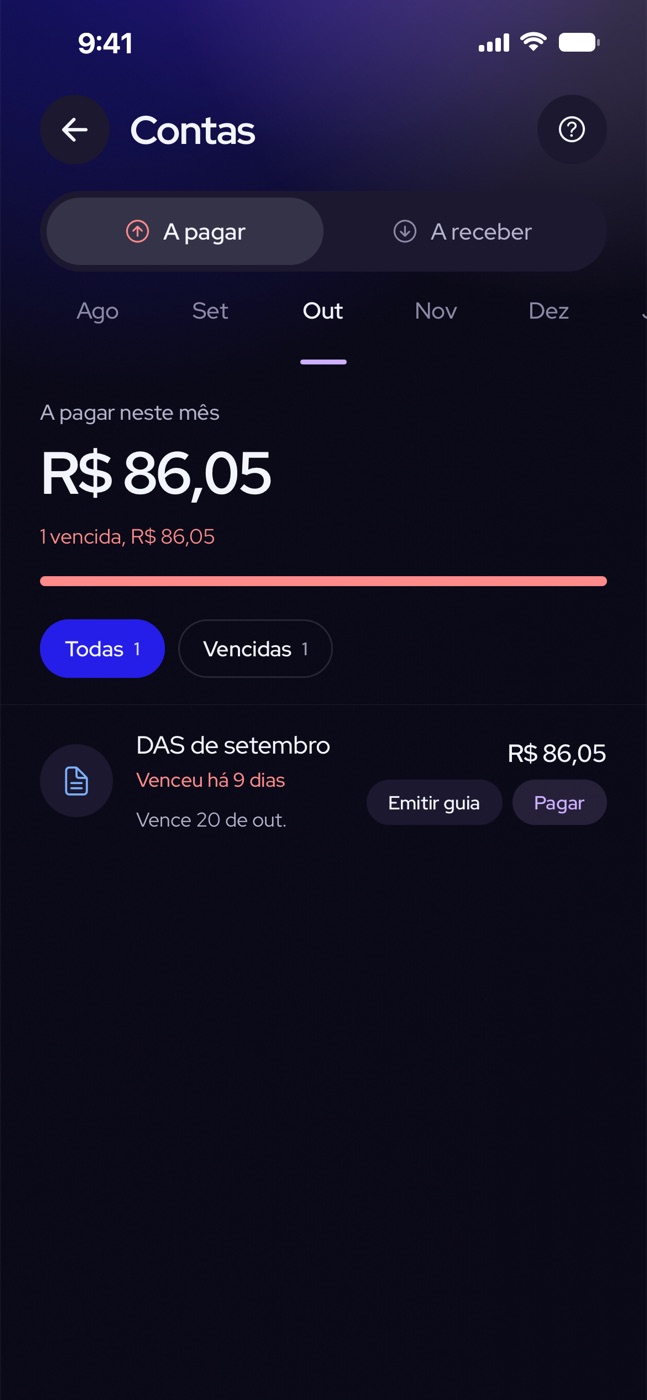 9:41
Contas
A pagar
A receber
Ago Set Out Nov Dez
A pagar neste mês
R$ 86,05
1 vencida, R$ 86,05
Todas 1 Vencidas 1
DAS de setembro
R$ 86,05
Venceu há 9 dias
Emitir guia Pagar
Vence 20 de out.